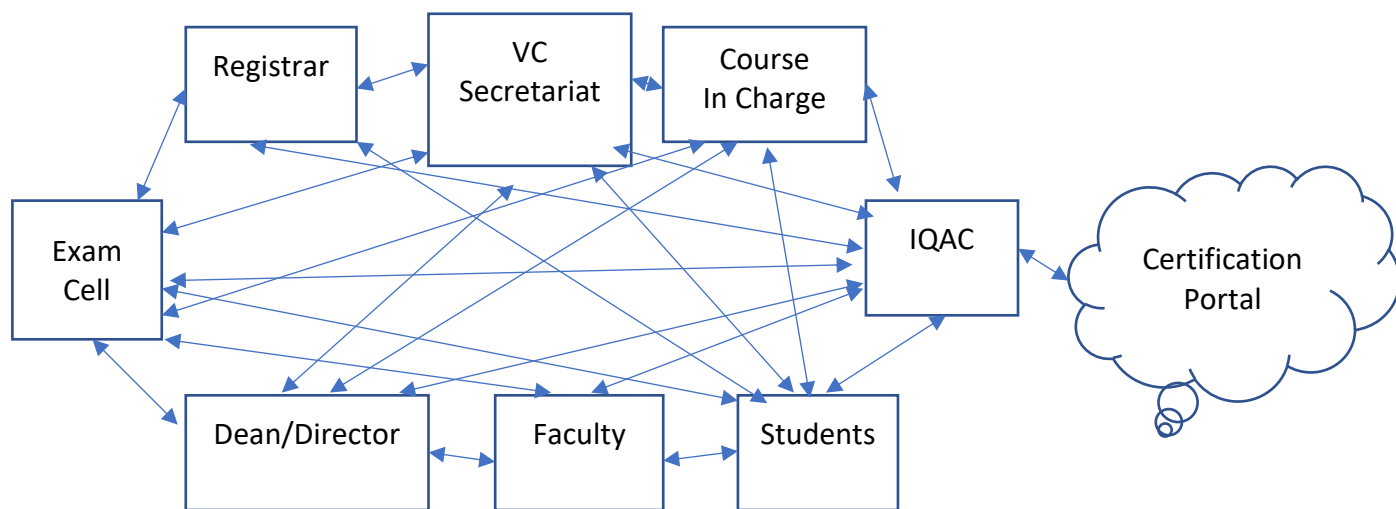 Registrar
VC
Secretariat
Course
In Charge
Exam
Cell
IQAC
Certification
Portal
Dean/Director
Faculty
Students